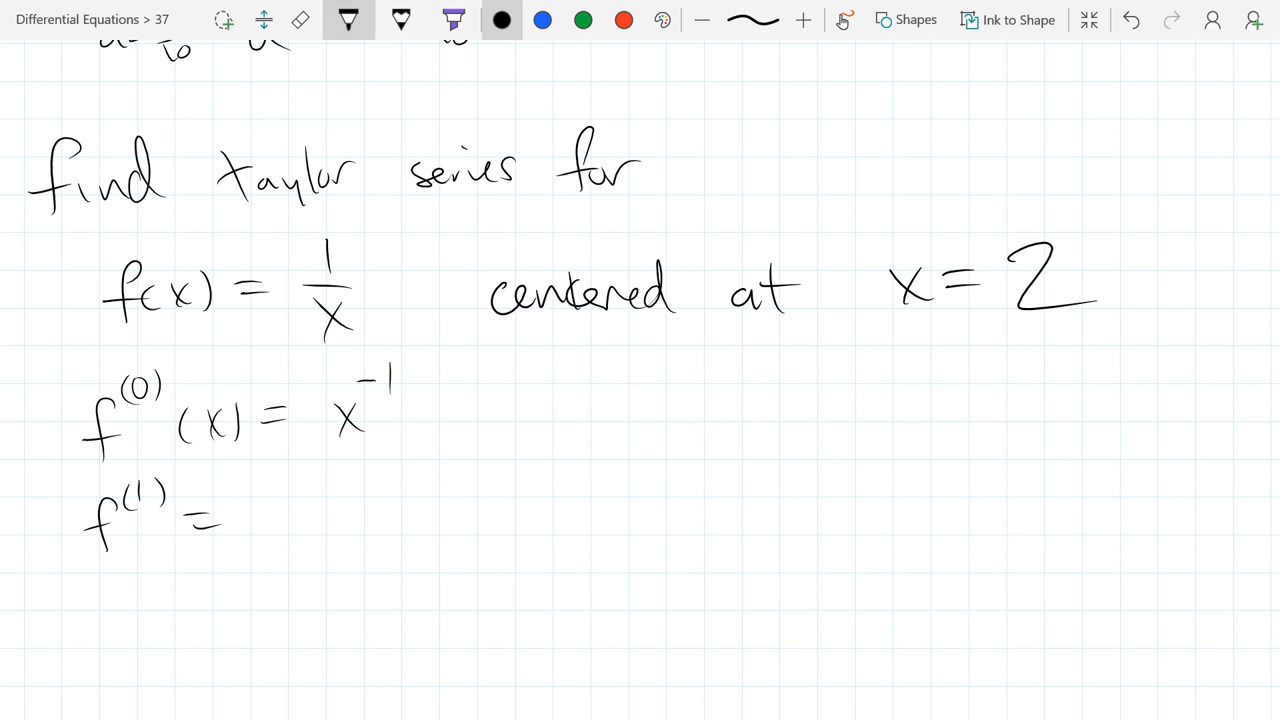 Differential Equations > 37
Shapes
Ink to Shape
find taylor series for
f(x) = 1/x centered at x = 2
f^(0) (x) = x^-1
f^(1) =